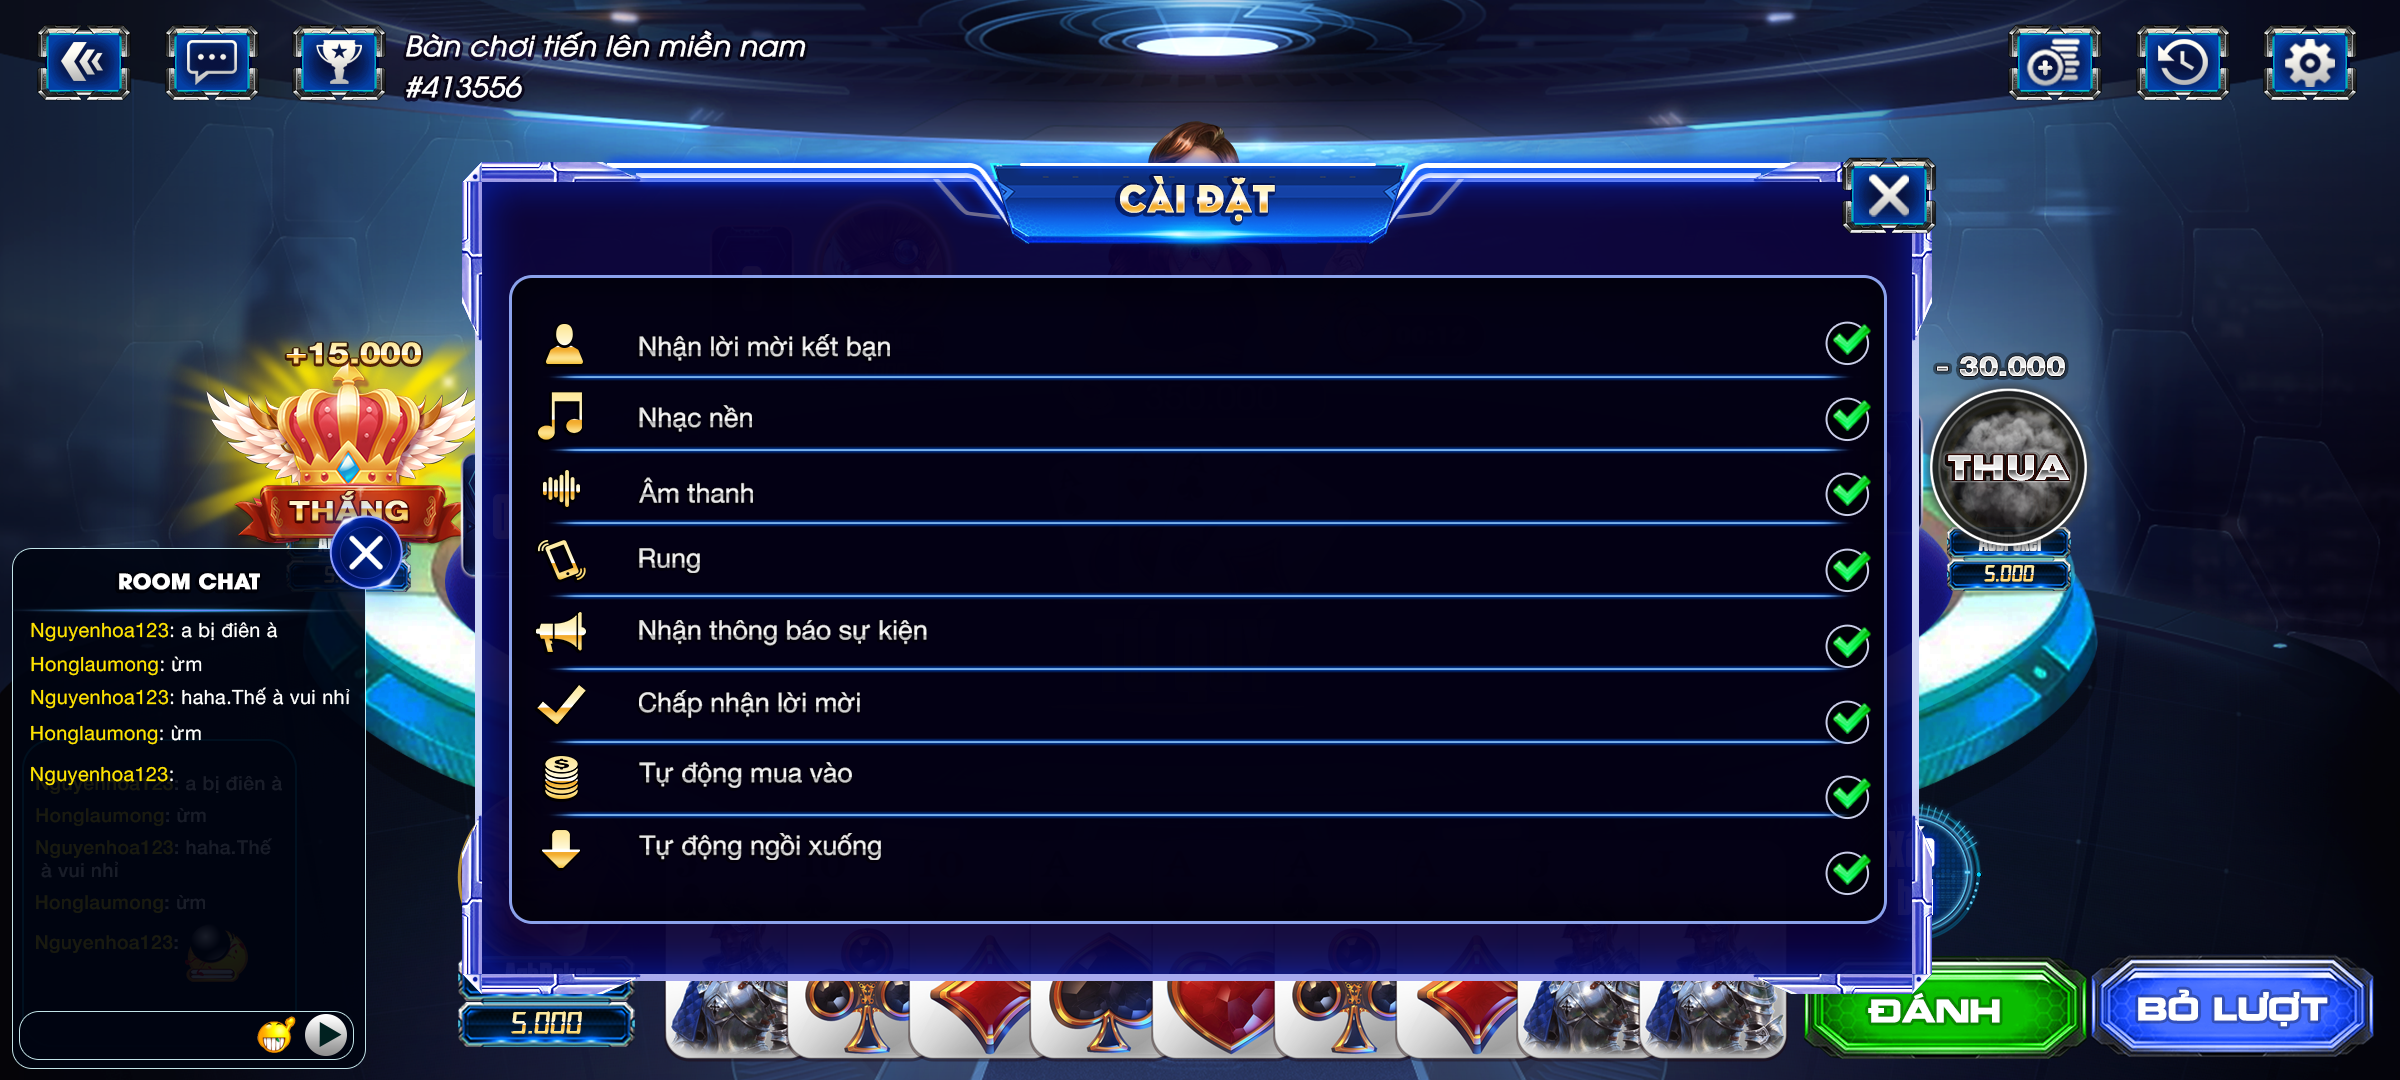 Bàn chơi tiến lên miền nam
#413556
CÀI ĐẶT
Nhận lời mời kết bạn
Nhạc nền
Âm thanh
Rung
Nhận thông báo sự kiện
Chấp nhận lời mời
Tự động mua vào
Tự động ngồi xuống
+15.000
THẮNG
- 30.000
THUA
5.000
ROOM CHAT
Nguyenhoa123: a bị điên à
Honglaumong: ừm
Nguyenhoa123: haha.Thế à vui nhỉ
Honglaumong: ừm
Nguyenhoa123:
Nguyenhoa123: a bị điên à
Honglaumong: ừm
Nguyenhoa123: haha.Thế
à vui nhỉ
Honglaumong: ừm
Nguyenhoa123:
5.000
ĐÁNH
BỎ LƯỢT